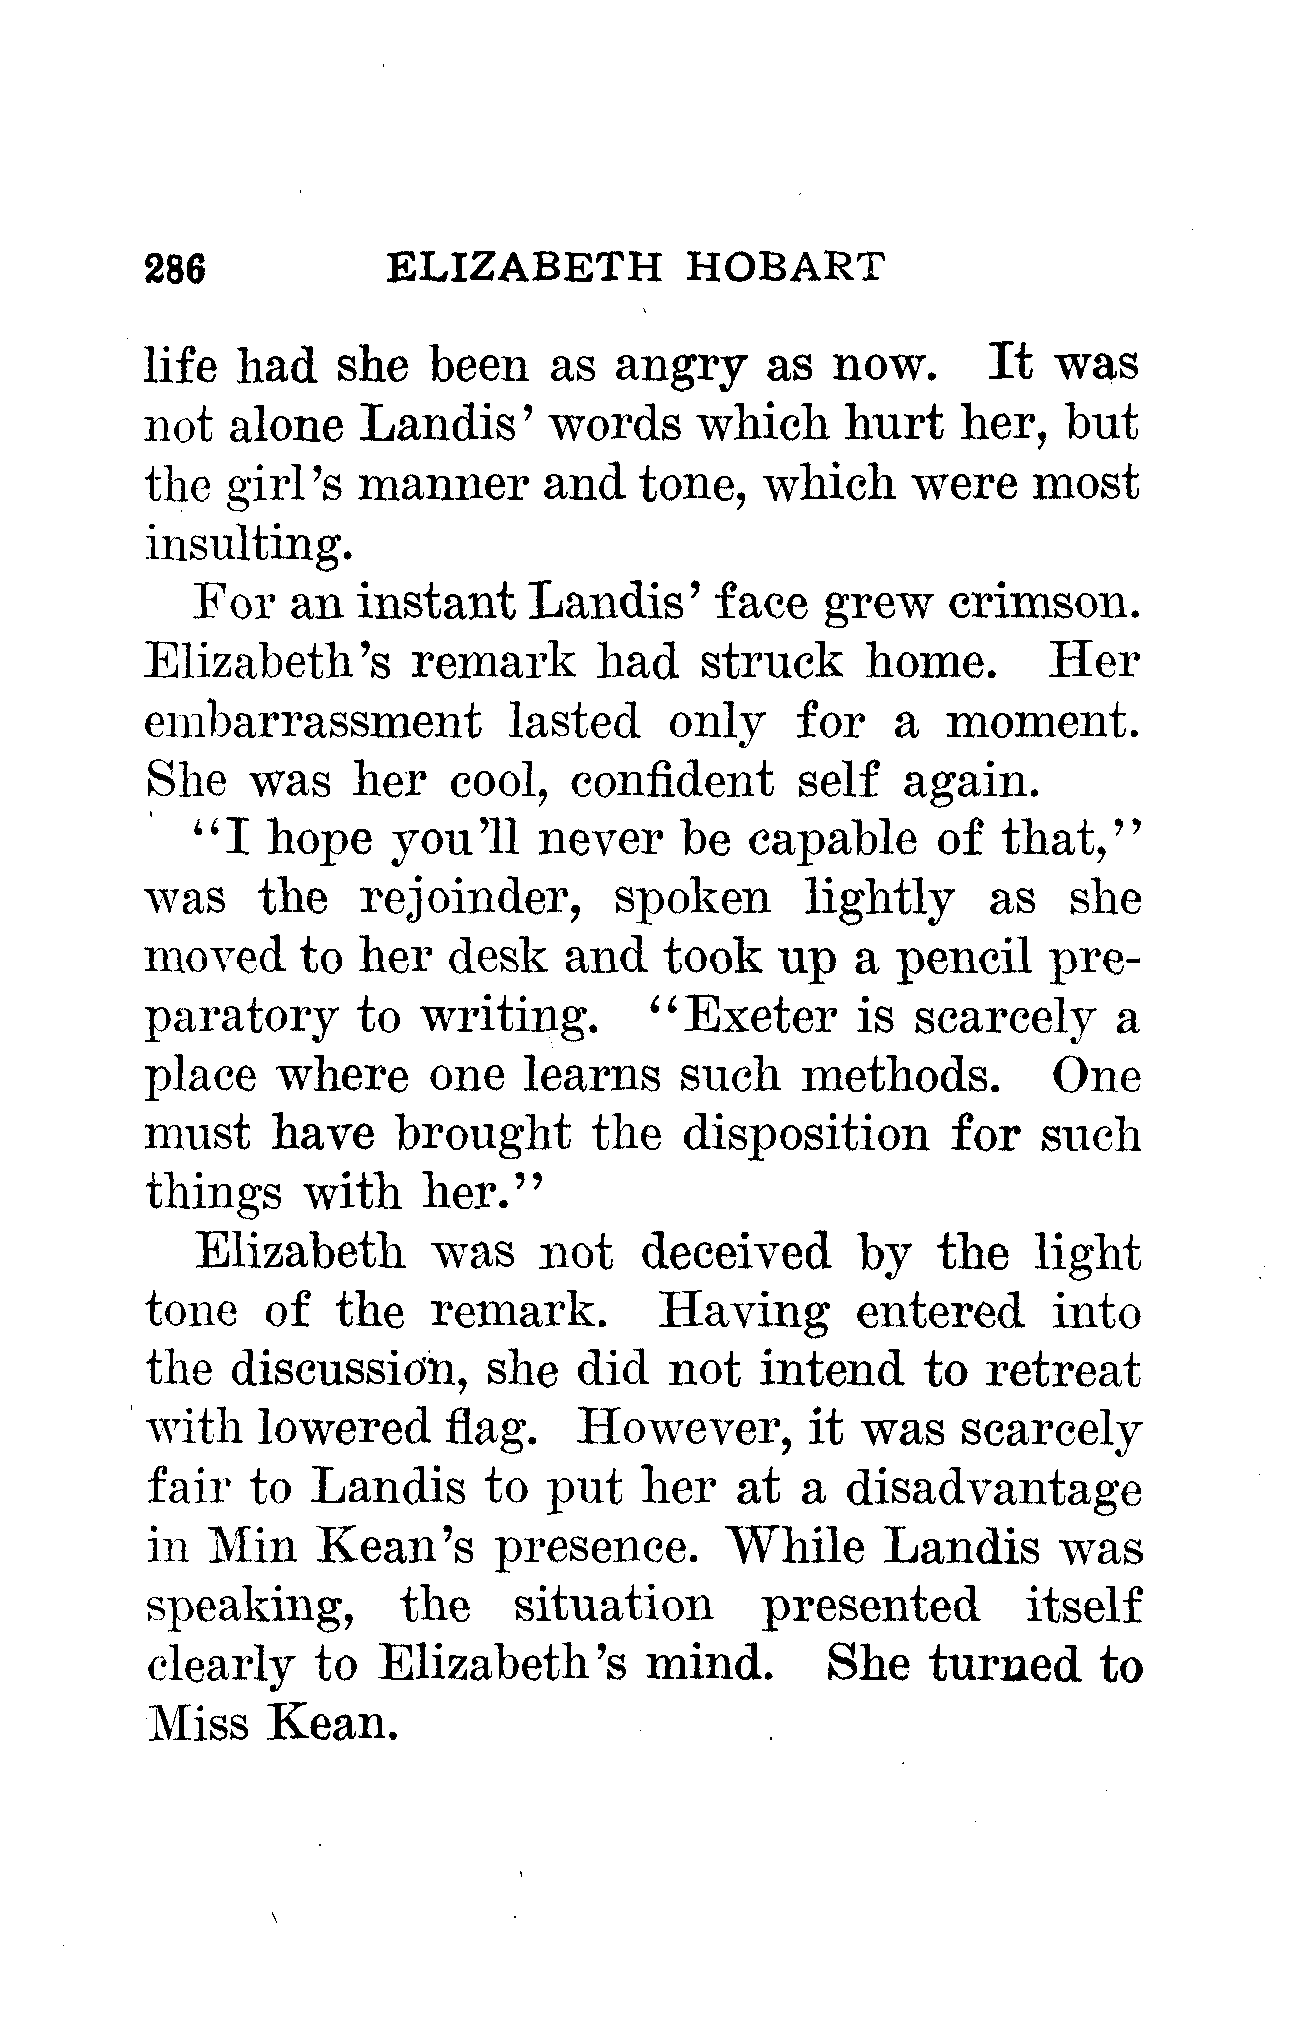 286 ELIZABETH HOBART
life had she been as angry as now. It was
not alone Landis' words which hurt her, but
the girl's manner and tone, which were most
insulting.
For an instant Landis' face grew crimson.
Elizabeth's remark had struck home. Her
embarrassment lasted only for a moment.
She was her cool, confident self again.
"I hope you'll never be capable of that,"
was the rejoinder, spoken lightly as she
moved to her desk and took up a pencil pre-
paratory to writing. "Exeter is scarcely a
place where one learns such methods. One
must have brought the disposition for such
things with her."
Elizabeth was not deceived by the light
tone of the remark. Having entered into
the discussion, she did not intend to retreat
with lowered flag. However, it was scarcely
fair to Landis to put her at a disadvantage
in Min Kean's presence. While Landis was
speaking, the situation presented itself
clearly to Elizabeth's mind. She turned to
Miss Kean.